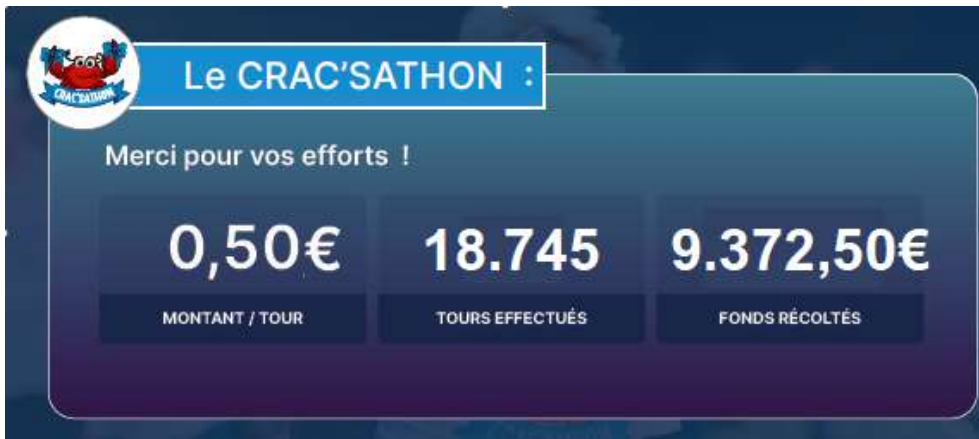 Le CRAC'SATHON :
CRAC'SATHON
Merci pour vos efforts !
0,50€
18.745
9.372,50€
MONTANT / TOUR
TOURS EFFECTUÉS
FONDS RÉCOLTÉS